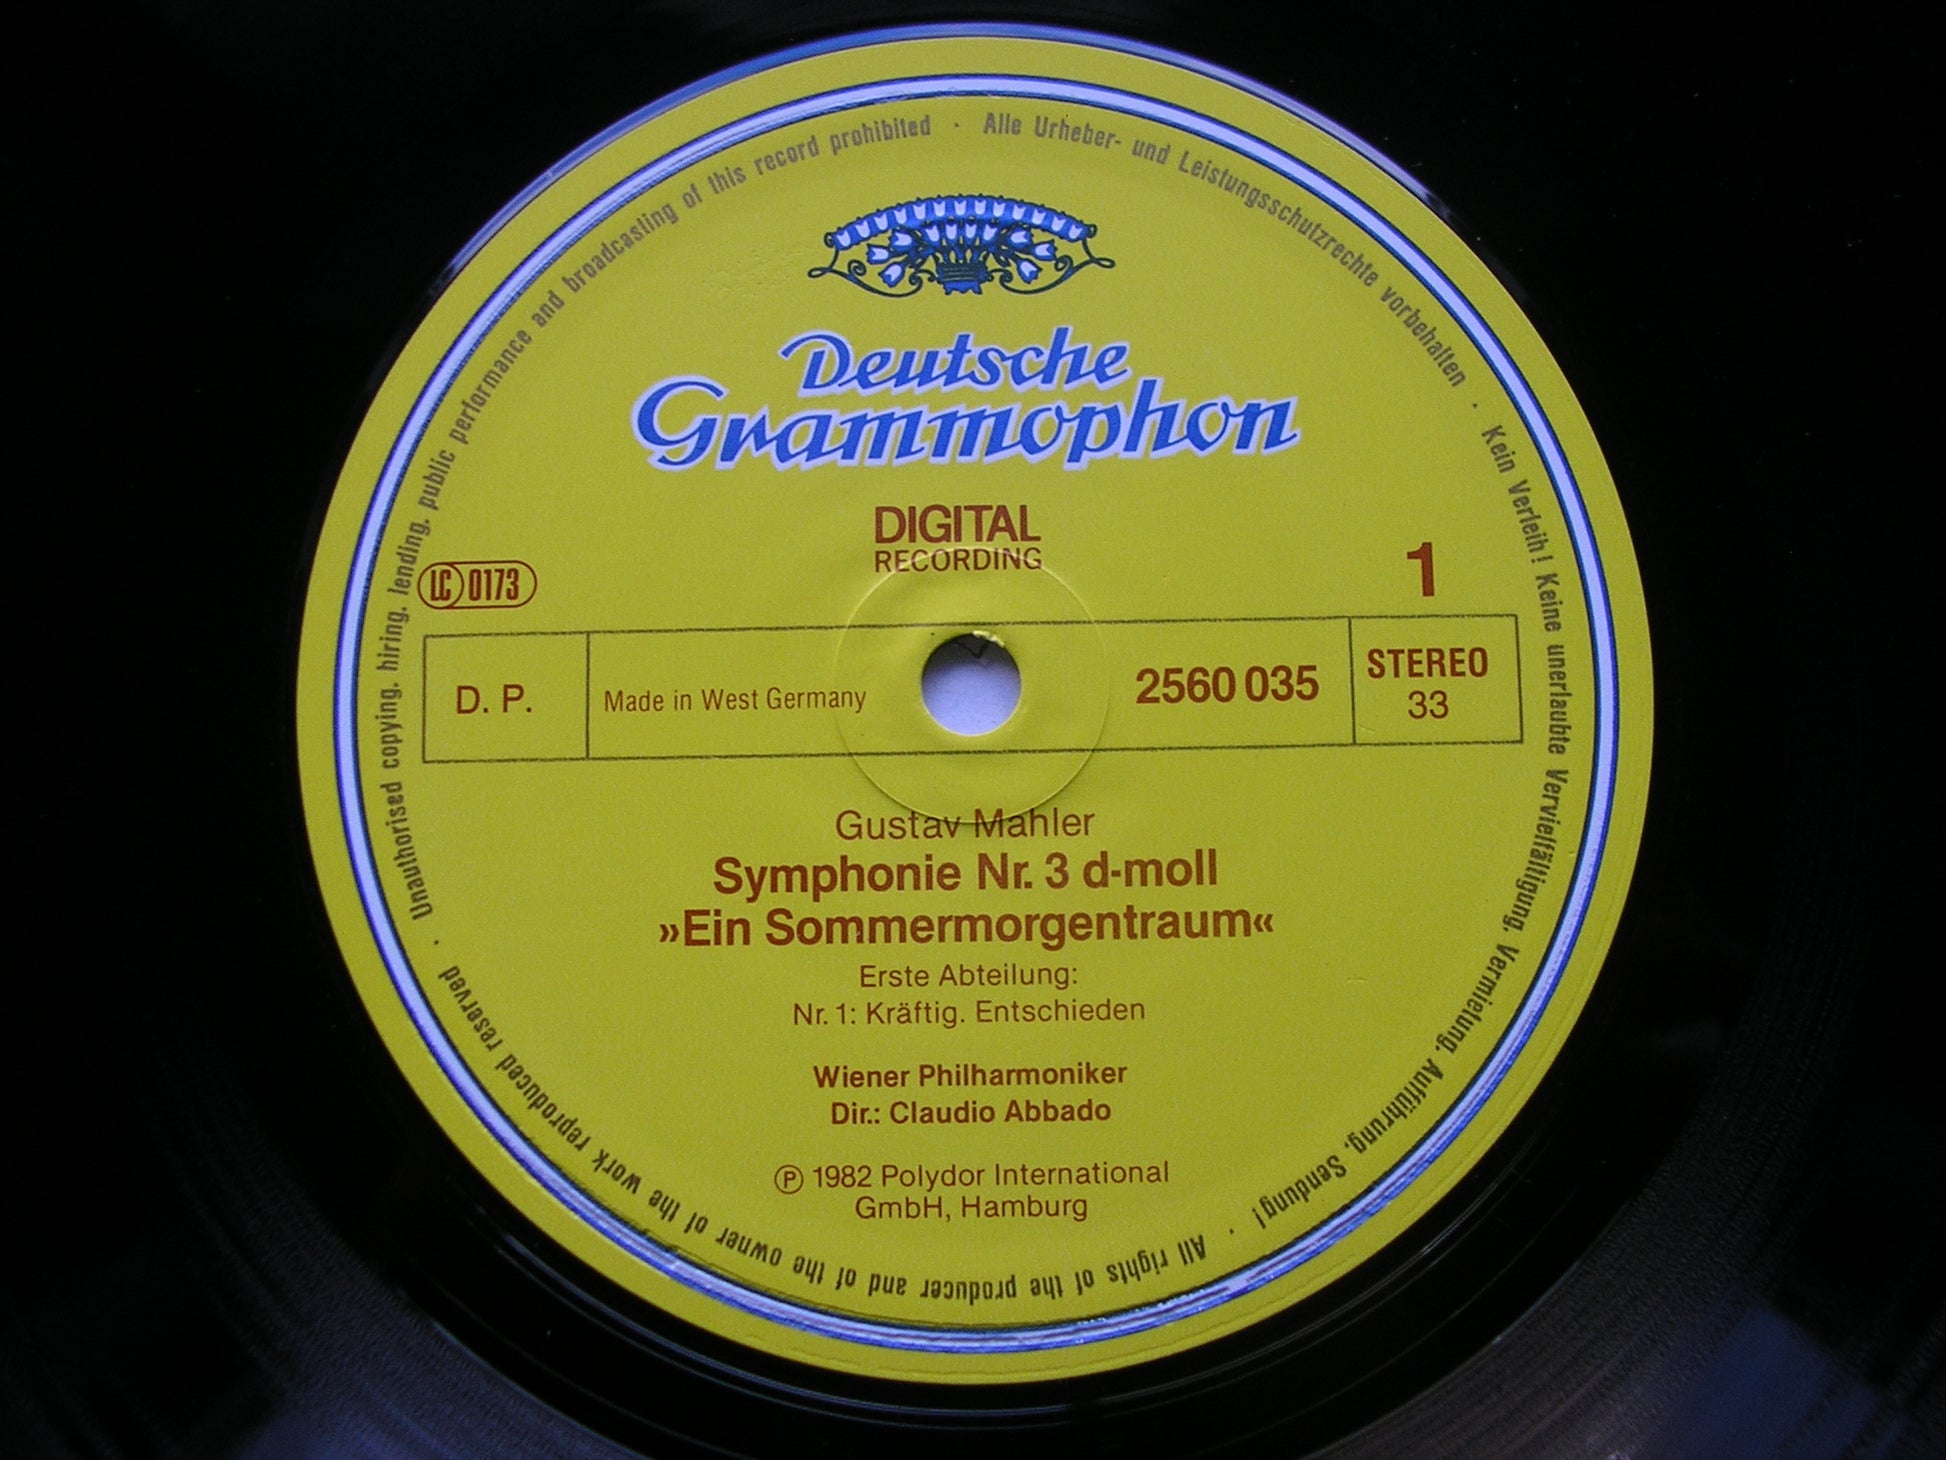 Unauthorised copying, hiring, lending, public performance and broadcasting of this record prohibited · Alle Urheber- und Leistungsschutzrechte vorbehalten · Kein Verleih! Keine unerlaubte Vervielfältigung, Vermietung, Aufführung, Sendung! · All rights of the producer and of the owner of the work reproduced reserved ·
Deutsche
Grammophon
DIGITAL
RECORDING
LC 0173
1
D. P.
Made in West Germany
2560 035
STEREO
33
Gustav Mahler
Symphonie Nr. 3 d-moll
»Ein Sommermorgentraum«
Erste Abteilung:
Nr. 1: Kräftig. Entschieden
Wiener Philharmoniker
Dir.: Claudio Abbado
℗ 1982 Polydor International
GmbH, Hamburg